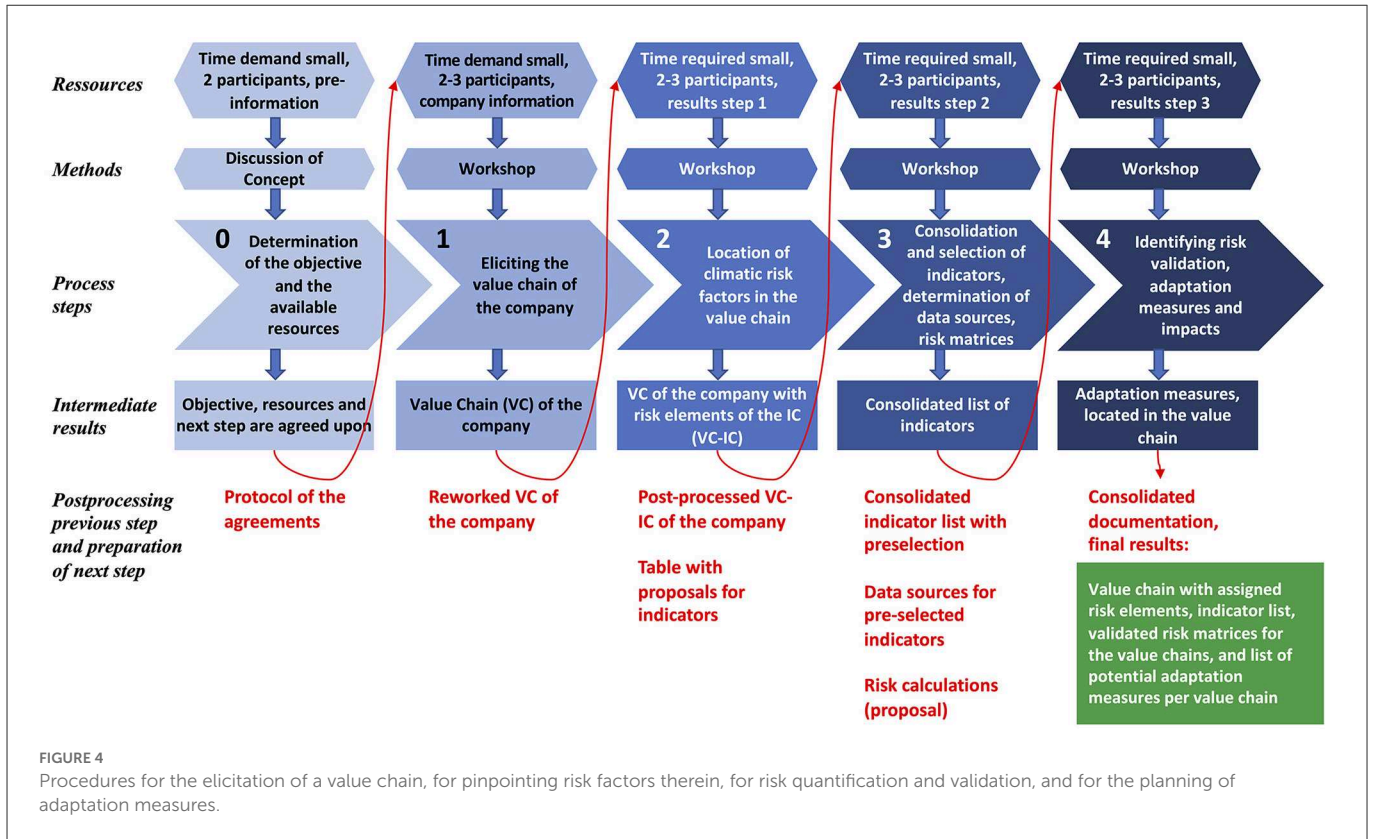 Ressources
Time demand small,
2 participants, pre-
information
Time demand small,
2-3 participants,
company information
Time required small,
2-3 participants,
results step 1
Time required small,
2-3 participants,
results step 2
Time required small,
2-3 participants,
results step 3
Methods
Discussion of
Concept
Workshop
Workshop
Workshop
Workshop
Process
steps
0
Determination
of the objective
and the
available
resources
1
Eliciting the
value chain of
the company
2
Location of
climatic risk
factors in the
value chain
3
Consolidation
and selection of
indicators,
determination of
data sources,
risk matrices
4
Identifying risk
validation,
adaptation
measures and
impacts
Intermediate
results
Objective, resources and
next step are agreed upon
Value Chain (VC) of the
company
VC of the company with
risk elements of the IC
(VC-IC)
Consolidated list of
indicators
Adaptation measures,
located in the value
chain
Postprocessing
previous step
and preparation
of next step
Protocol of the
agreements
Reworked VC of
the company
Post-processed VC-
IC of the company
Table with
proposals for
indicators
Consolidated
indicator list with
preselection
Data sources for
pre-selected
indicators
Risk calculations
(proposal)
Consolidated
documentation,
final results:
Value chain with assigned
risk elements, indicator list,
validated risk matrices for
the value chains, and list of
potential adaptation
measures per value chain
FIGURE 4
Procedures for the elicitation of a value chain, for pinpointing risk factors therein, for risk quantification and validation, and for the planning of
adaptation measures.